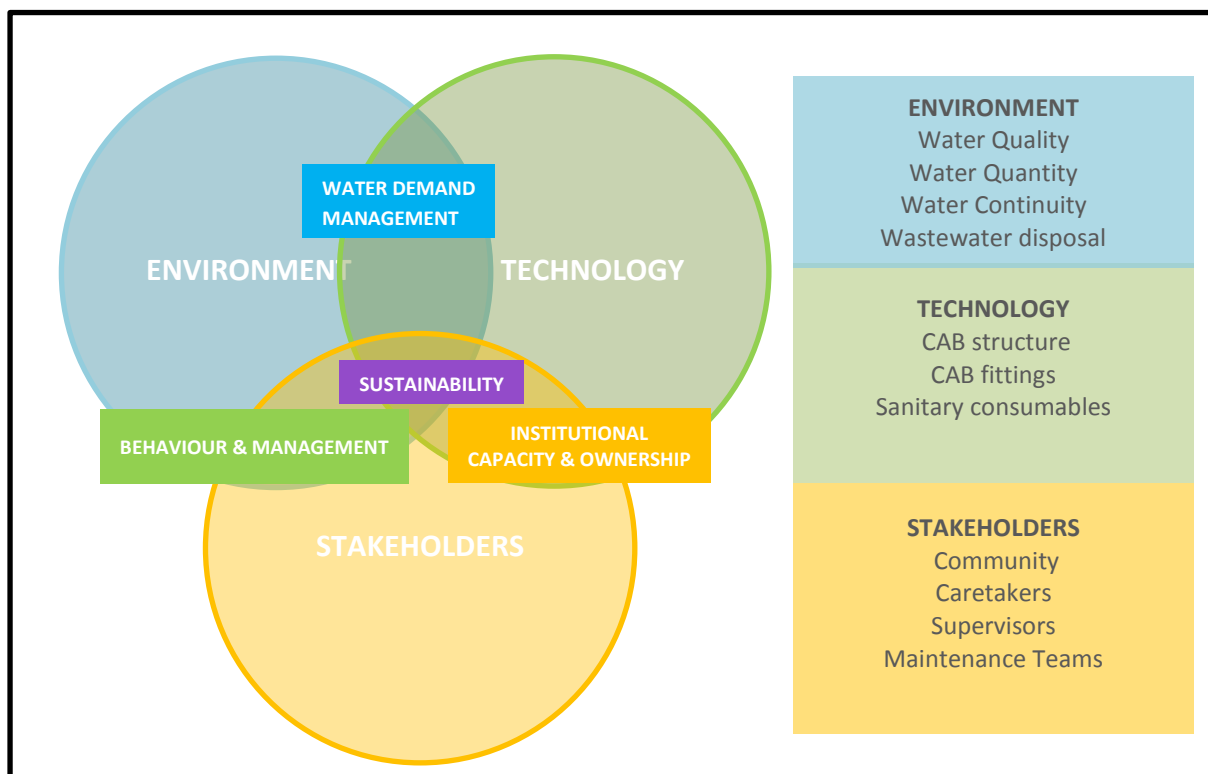 WATER DEMAND
MANAGEMENT
ENVIRONMENT
TECHNOLOGY
SUSTAINABILITY
BEHAVIOUR & MANAGEMENT
INSTITUTIONAL
CAPACITY & OWNERSHIP
STAKEHOLDERS
ENVIRONMENT
Water Quality
Water Quantity
Water Continuity
Wastewater disposal
TECHNOLOGY
CAB structure
CAB fittings
Sanitary consumables
STAKEHOLDERS
Community
Caretakers
Supervisors
Maintenance Teams